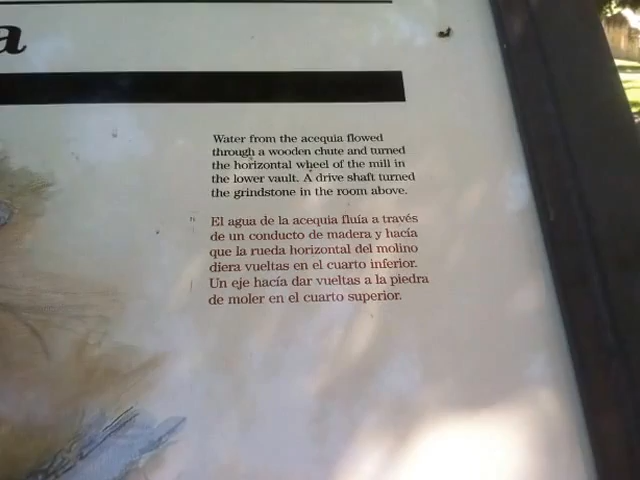 a
Water from the acequia flowed
through a wooden chute and turned
the horizontal wheel of the mill in
the lower vault. A drive shaft turned
the grindstone in the room above.
El agua de la acequia fluía a través
de un conducto de madera y hacía
que la rueda horizontal del molino
diera vueltas en el cuarto inferior.
Un eje hacía dar vueltas a la piedra
de moler en el cuarto superior.